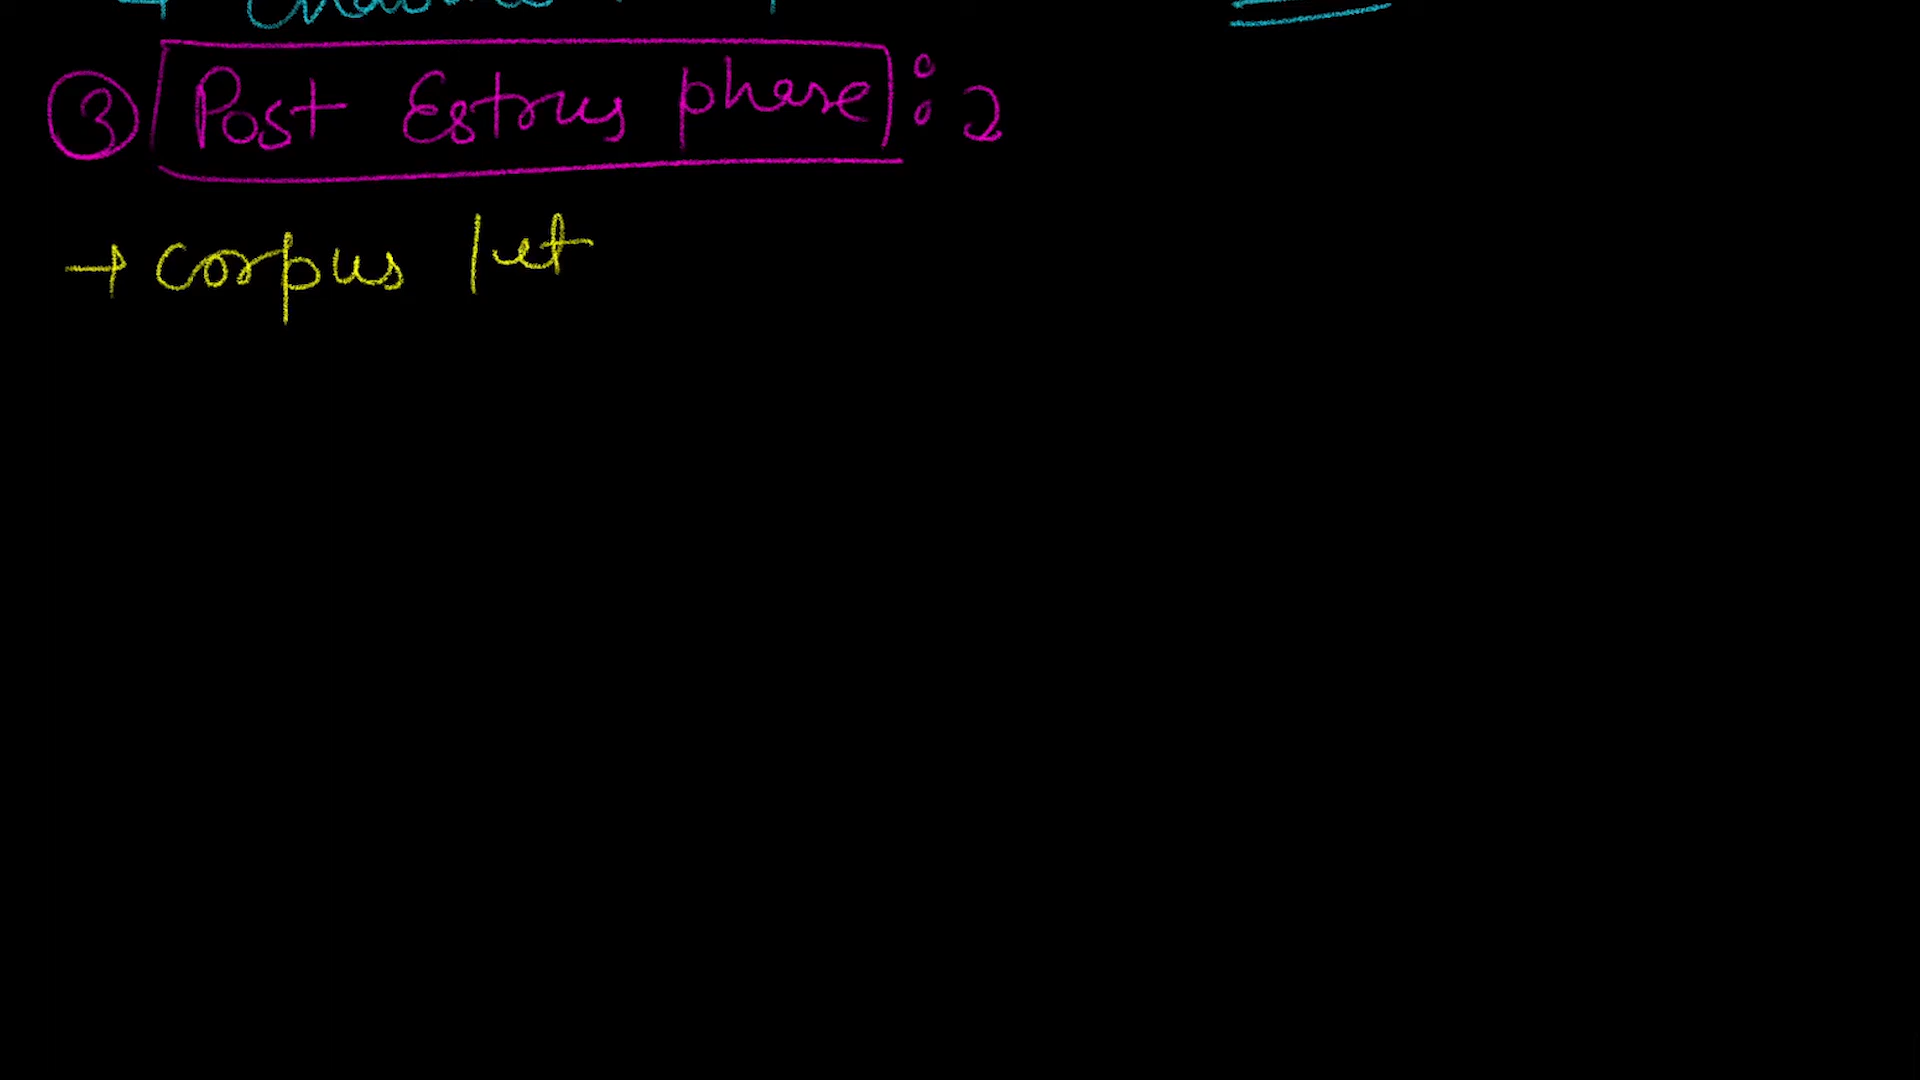 ③ Post Estrus phase : 2
→ corpus lut